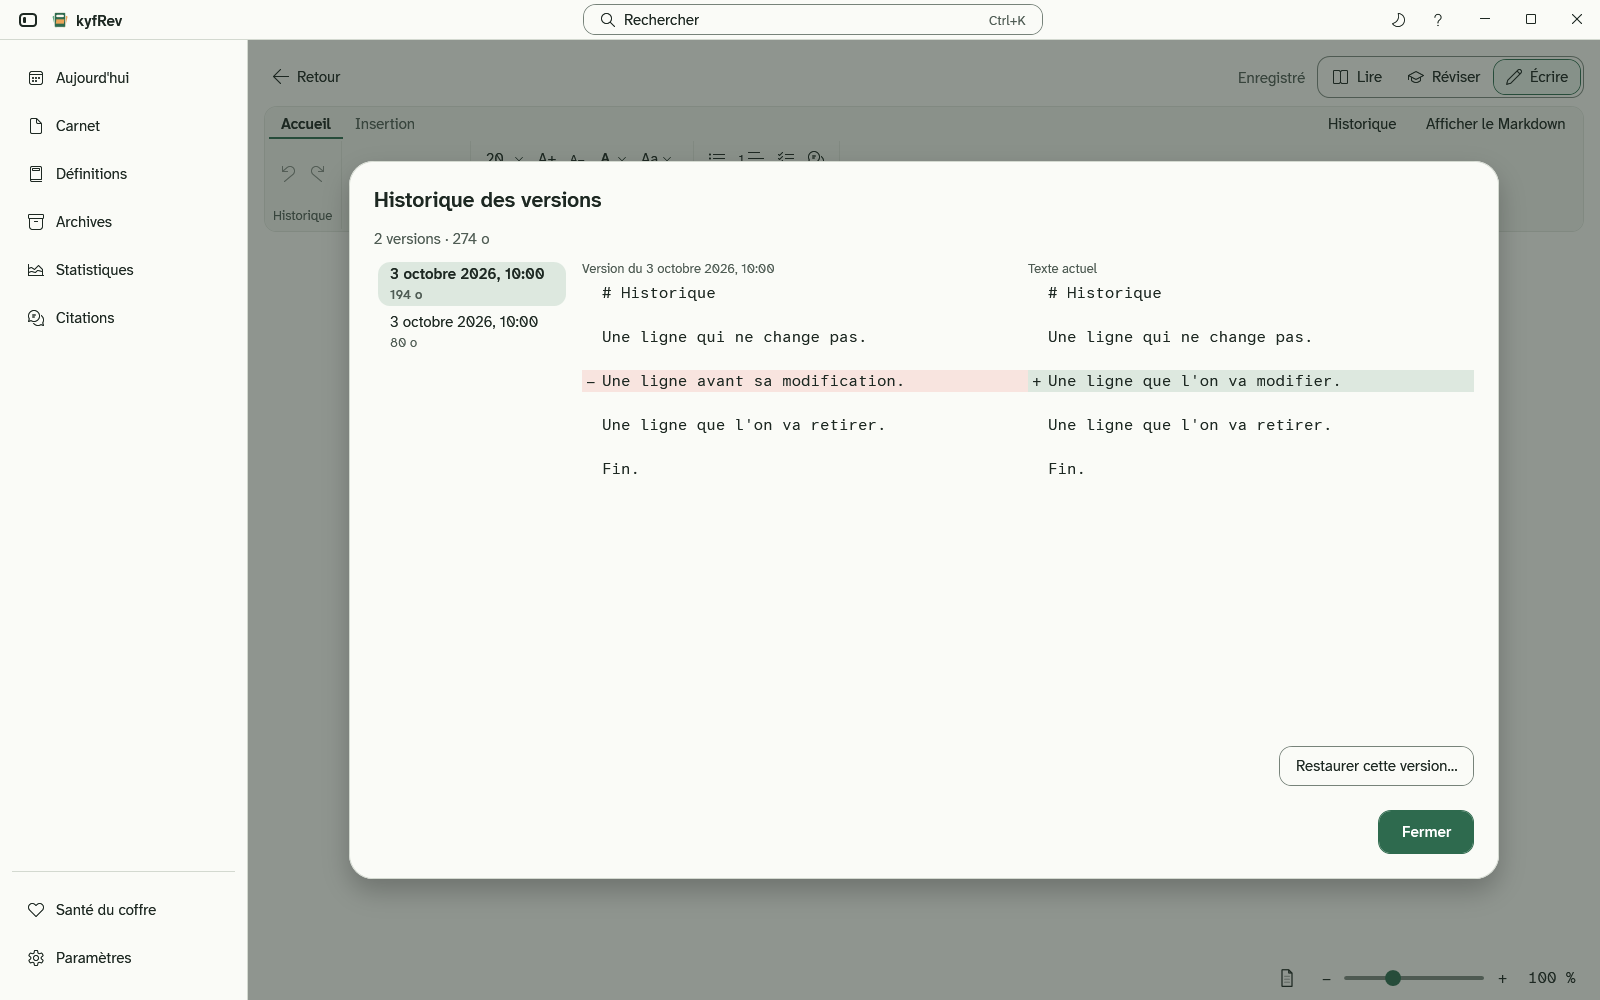 kyfRev
Rechercher
Ctrl+K
?
Aujourd'hui
Carnet
Définitions
Archives
Statistiques
Citations
Santé du coffre
Paramètres
Retour
Enregistré
Lire
Réviser
Écrire
Accueil
Insertion
Historique
Afficher le Markdown
20
Historique
Historique des versions
2 versions · 274 o
3 octobre 2026, 10:00
194 o
3 octobre 2026, 10:00
80 o
Version du 3 octobre 2026, 10:00
# Historique
Une ligne qui ne change pas.
– Une ligne avant sa modification.
Une ligne que l'on va retirer.
Fin.
Texte actuel
# Historique
Une ligne qui ne change pas.
+ Une ligne que l'on va modifier.
Une ligne que l'on va retirer.
Fin.
Restaurer cette version…
Fermer
– + 100 %